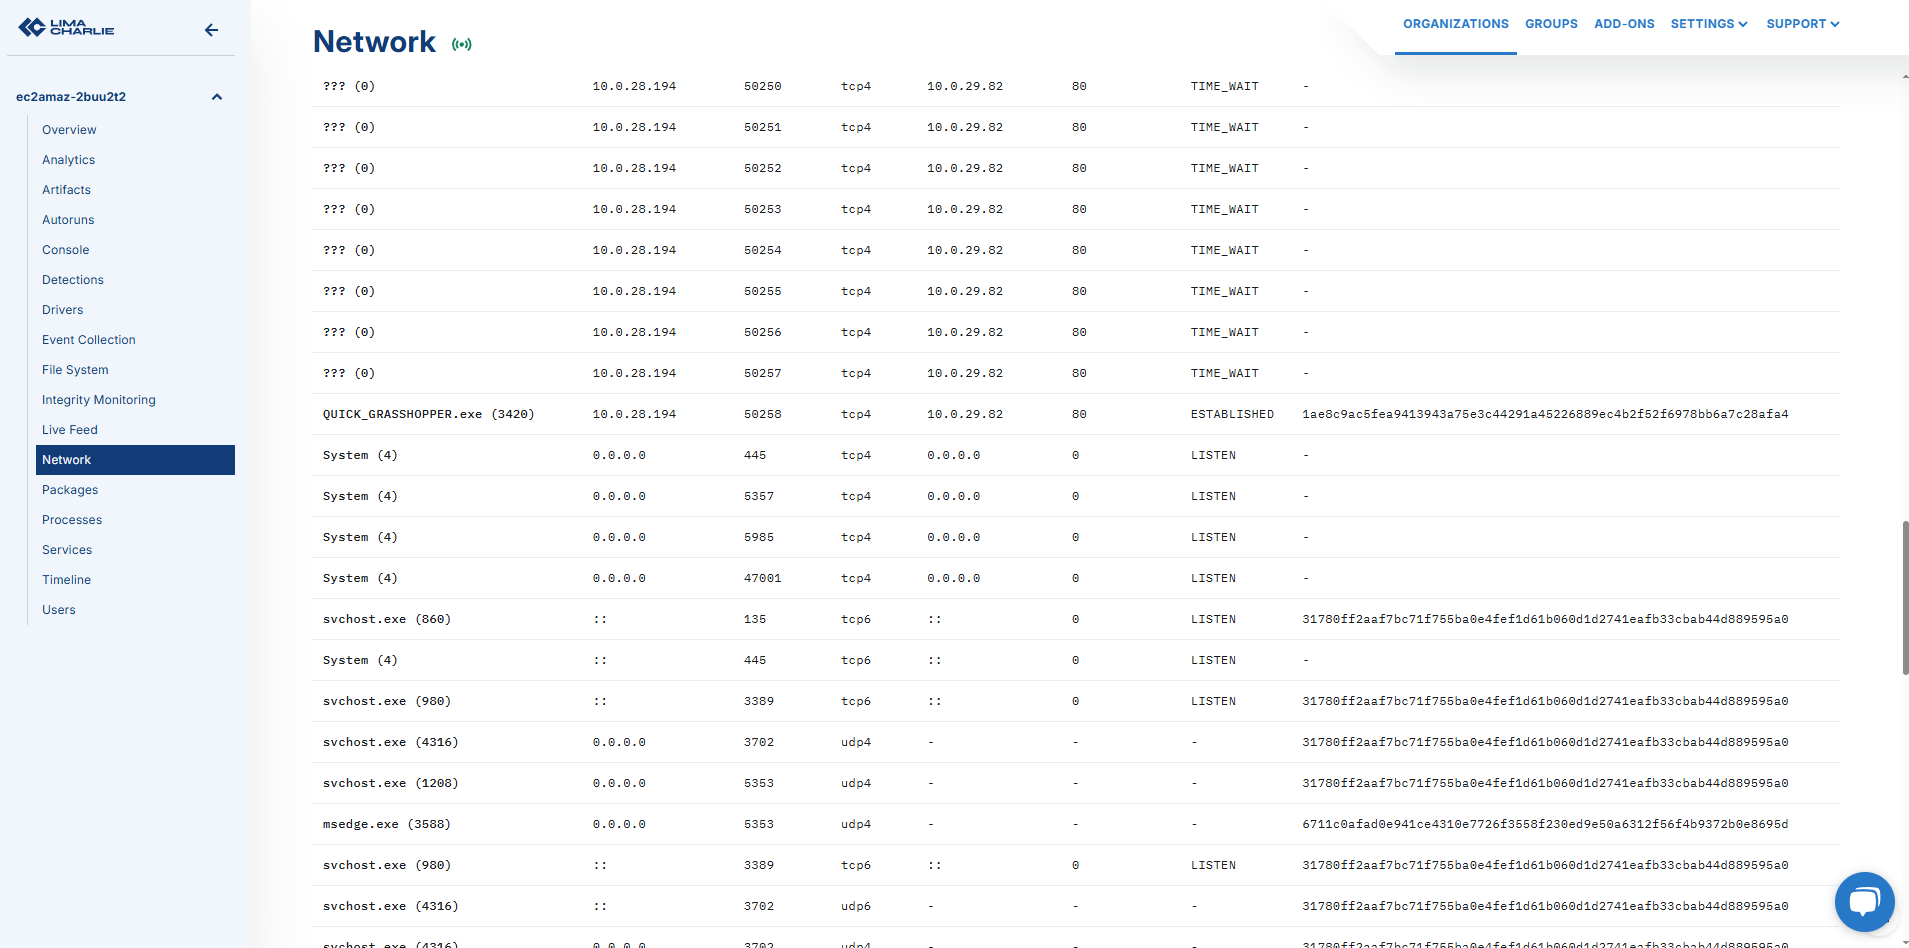 LIMA
CHARLIE
ORGANIZATIONS GROUPS ADD-ONS SETTINGS SUPPORT
Network
ec2amaz-2buu2t2
Overview
Analytics
Artifacts
Autoruns
Console
Detections
Drivers
Event Collection
File System
Integrity Monitoring
Live Feed
Network
Packages
Processes
Services
Timeline
Users
??? (0) 10.0.28.194 50250 tcp4 10.0.29.82 80 TIME_WAIT -
??? (0) 10.0.28.194 50251 tcp4 10.0.29.82 80 TIME_WAIT -
??? (0) 10.0.28.194 50252 tcp4 10.0.29.82 80 TIME_WAIT -
??? (0) 10.0.28.194 50253 tcp4 10.0.29.82 80 TIME_WAIT -
??? (0) 10.0.28.194 50254 tcp4 10.0.29.82 80 TIME_WAIT -
??? (0) 10.0.28.194 50255 tcp4 10.0.29.82 80 TIME_WAIT -
??? (0) 10.0.28.194 50256 tcp4 10.0.29.82 80 TIME_WAIT -
??? (0) 10.0.28.194 50257 tcp4 10.0.29.82 80 TIME_WAIT -
QUICK_GRASSHOPPER.exe (3420) 10.0.28.194 50258 tcp4 10.0.29.82 80 ESTABLISHED 1ae8c9ac5fea9413943a75e3c44291a45226889ec4b2f52f6978bb6a7c28afa4
System (4) 0.0.0.0 445 tcp4 0.0.0.0 0 LISTEN -
System (4) 0.0.0.0 5357 tcp4 0.0.0.0 0 LISTEN -
System (4) 0.0.0.0 5985 tcp4 0.0.0.0 0 LISTEN -
System (4) 0.0.0.0 47001 tcp4 0.0.0.0 0 LISTEN -
svchost.exe (860) :: 135 tcp6 :: 0 LISTEN 31780ff2aaf7bc71f755ba0e4fef1d61b060d1d2741eafb33cbab44d889595a0
System (4) :: 445 tcp6 :: 0 LISTEN -
svchost.exe (980) :: 3389 tcp6 :: 0 LISTEN 31780ff2aaf7bc71f755ba0e4fef1d61b060d1d2741eafb33cbab44d889595a0
svchost.exe (4316) 0.0.0.0 3702 udp4 - - - 31780ff2aaf7bc71f755ba0e4fef1d61b060d1d2741eafb33cbab44d889595a0
svchost.exe (1208) 0.0.0.0 5353 udp4 - - - 31780ff2aaf7bc71f755ba0e4fef1d61b060d1d2741eafb33cbab44d889595a0
msedge.exe (3588) 0.0.0.0 5353 udp4 - - - 6711c0afad0e941ce4310e7726f3558f230ed9e50a6312f56f4b9372b0e8695d
svchost.exe (980) :: 3389 tcp6 :: 0 LISTEN 31780ff2aaf7bc71f755ba0e4fef1d61b060d1d2741eafb33cbab44d889595a0
svchost.exe (4316) :: 3702 udp6 - - - 31780ff2aaf7bc71f755ba0e4fef1d61b060d1d2741eafb33cbab44d889595a0
svchost.exe (4316) 0.0.0.0 3702 udp4 - - - 31780ff2aaf7bc71f755ba0e4fef1d61b060d1d2741eafb33cbab44d889595a0